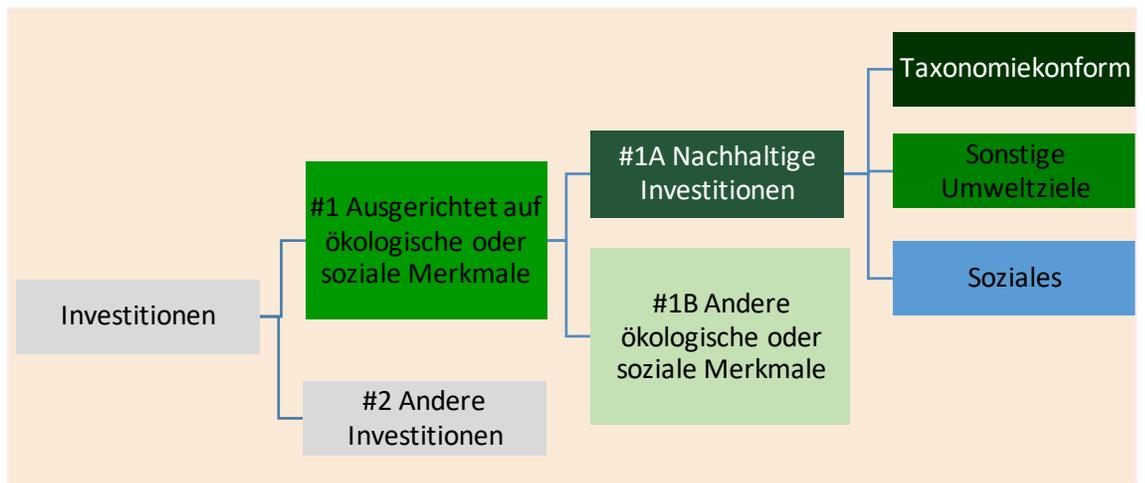 Investitionen
#1 Ausgerichtet auf
ökologische oder
soziale Merkmale
#2 Andere
Investitionen
#1A Nachhaltige
Investitionen
#1B Andere
ökologische oder
soziale Merkmale
Taxonomiekonform
Sonstige
Umweltziele
Soziales